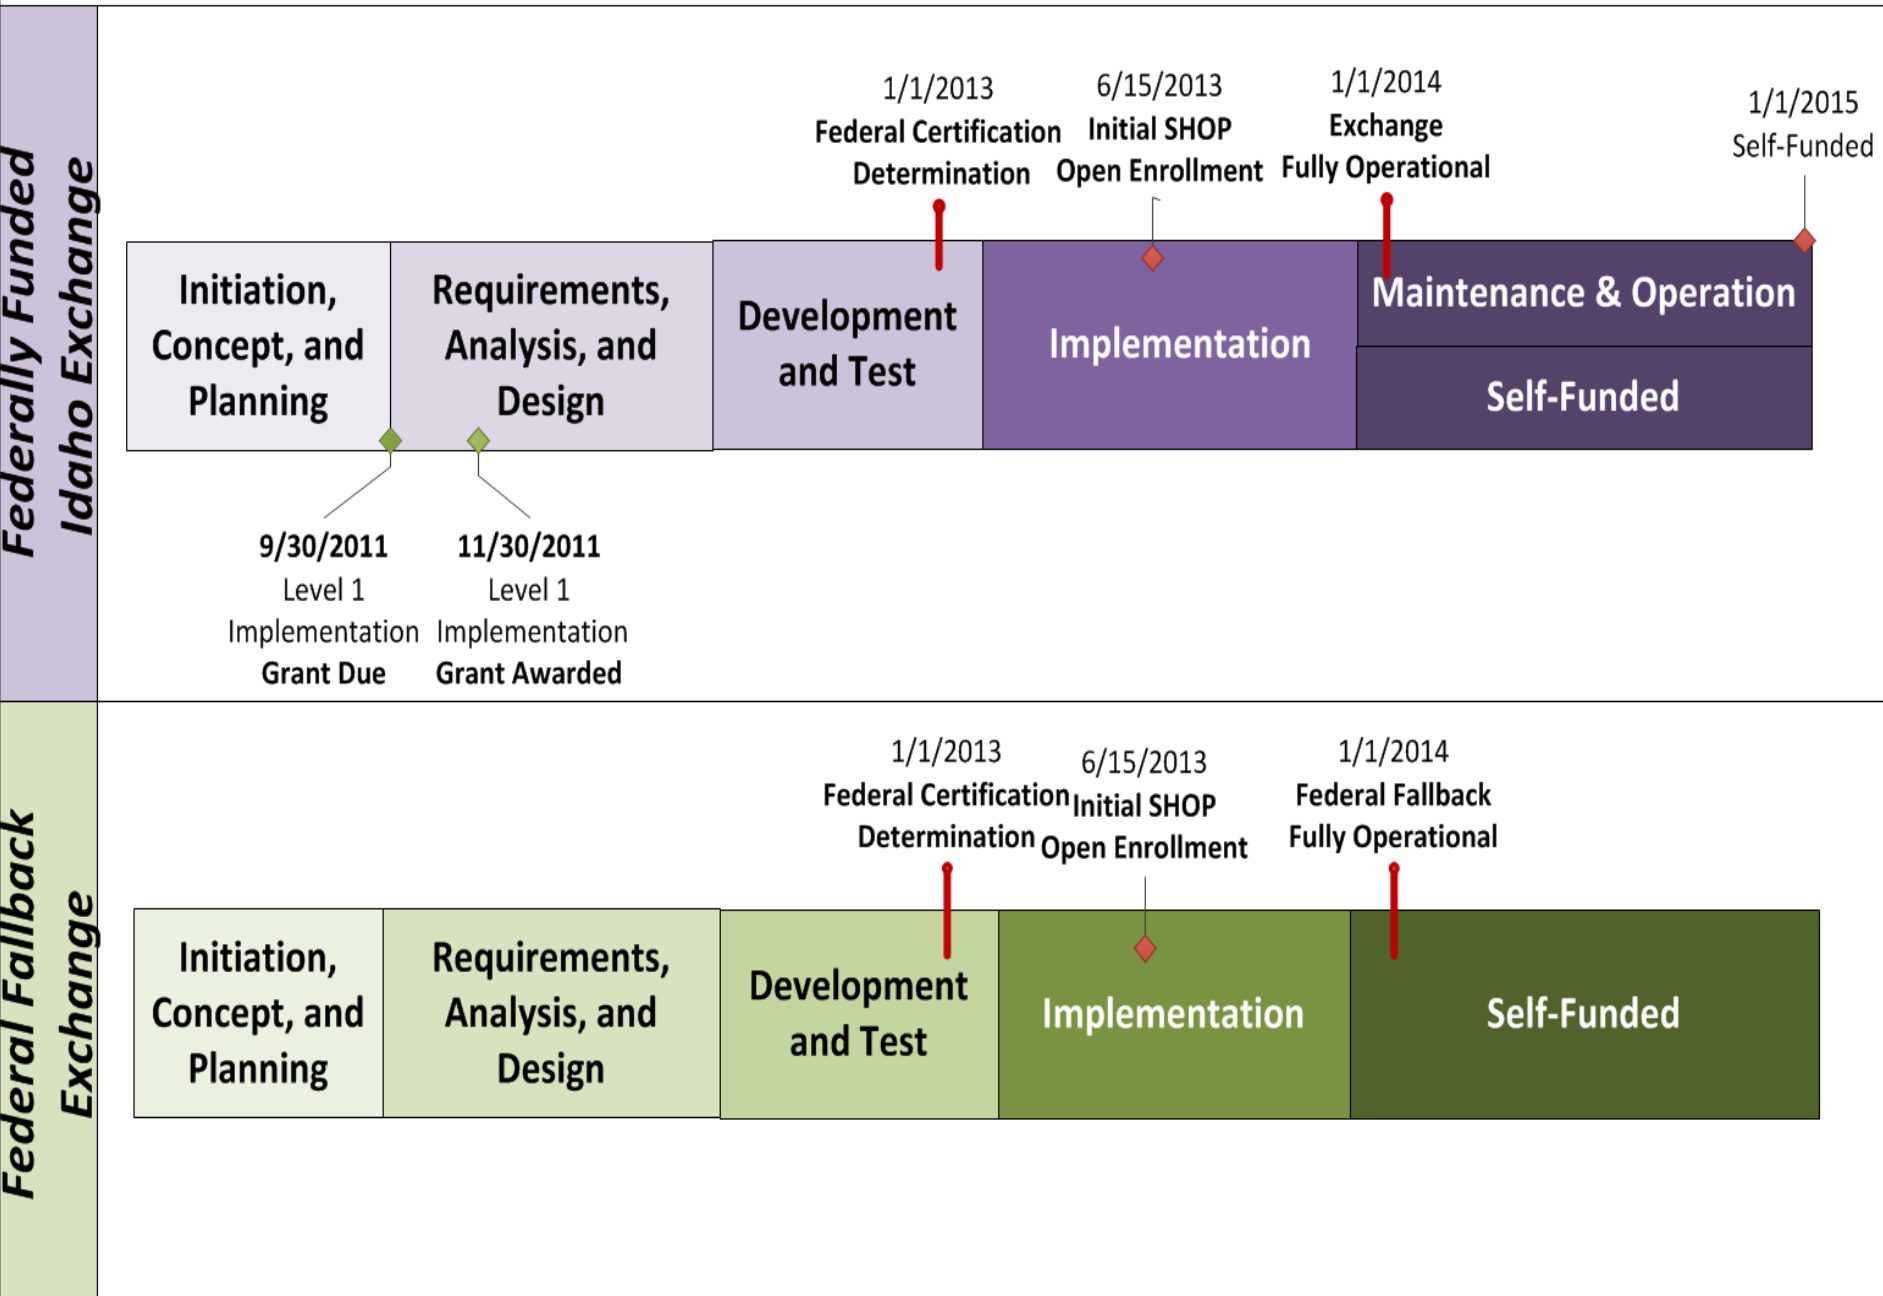 Federally Funded
Idaho Exchange
1/1/2013
Federal Certification
Determination
6/15/2013
Initial SHOP
Open Enrollment
1/1/2014
Exchange
Fully Operational
1/1/2015
Self-Funded
Initiation,
Concept, and
Planning
Requirements,
Analysis, and
Design
Development
and Test
Implementation
Maintenance & Operation
Self-Funded
9/30/2011
Level 1
Implementation
Grant Due
11/30/2011
Level 1
Implementation
Grant Awarded
Federal Fallback
Exchange
1/1/2013
Federal Certification
Determination
6/15/2013
Initial SHOP
Open Enrollment
1/1/2014
Federal Fallback
Fully Operational
Initiation,
Concept, and
Planning
Requirements,
Analysis, and
Design
Development
and Test
Implementation
Self-Funded